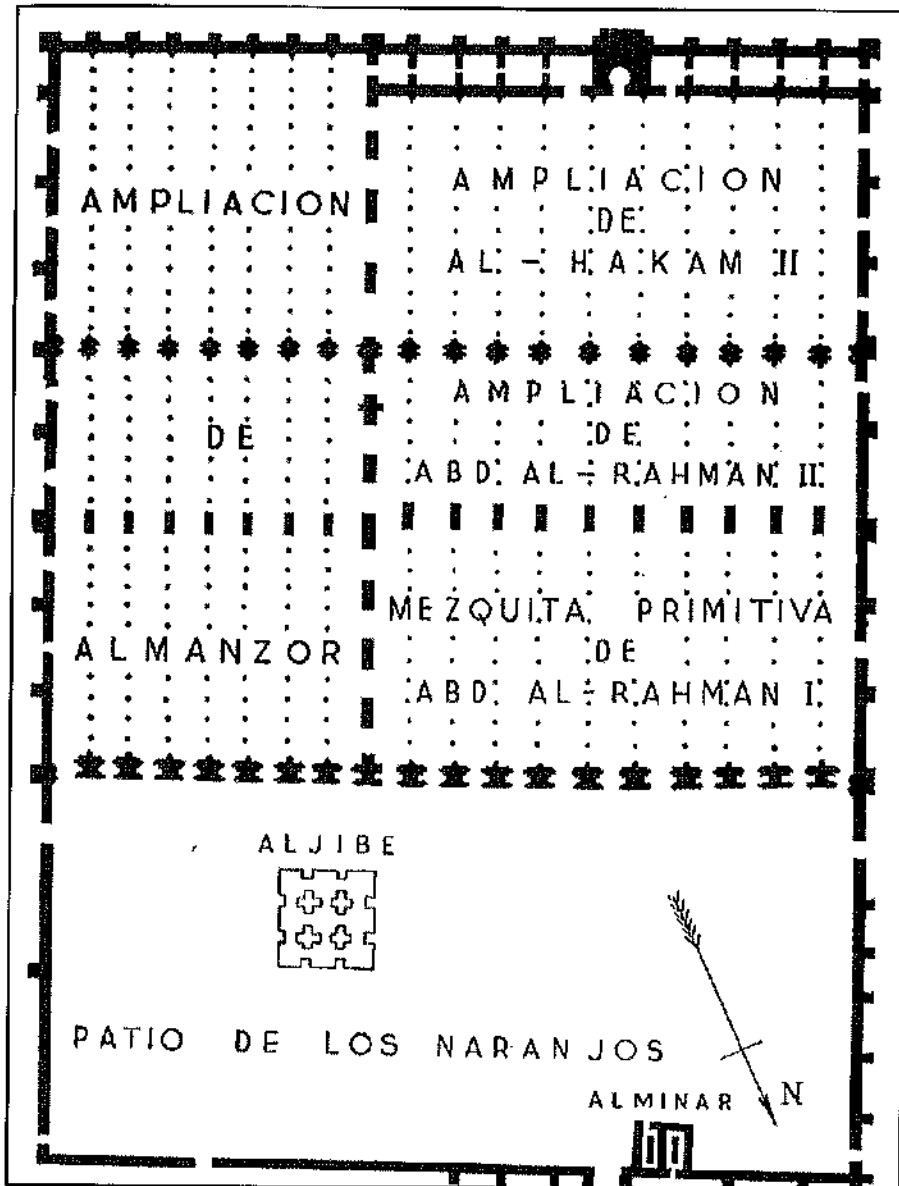 AMPLIACION
DE
ALMANZOR
AMPLIACION
DE
AL-HAKAM II
AMPLIACION
DE
ABD AL-RAHMAN II
MEZQUITA PRIMITIVA
DE
ABD AL-RAHMAN I
ALJIBE
PATIO DE LOS NARANJOS
ALMINAR
N